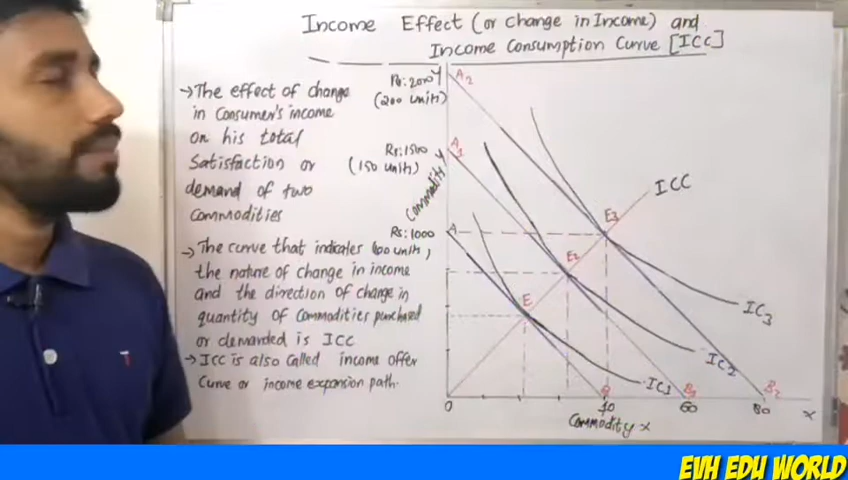 Income Effect (or change in Income) and
Income Consumption Curve [ICC]
→ The effect of change
in Consumer's income
on his total
Satisfaction or
demand of two
commodities
→ The curve that indicates
the nature of change in income
and the direction of change in
quantity of Commodities purchased
or demanded is ICC
→ ICC is also called income offer
Curve or income expansion path.
Rs: 2000
(200 units)
Y
A2
Rs: 1500
(150 units)
A1
Commodity Y
Rs: 1000
100 units,
A
E3
E2
E
ICC
IC3
IC2
IC1
B
B1
B2
0
40
60
80
X
Commodity X
EVH EDU WORLD